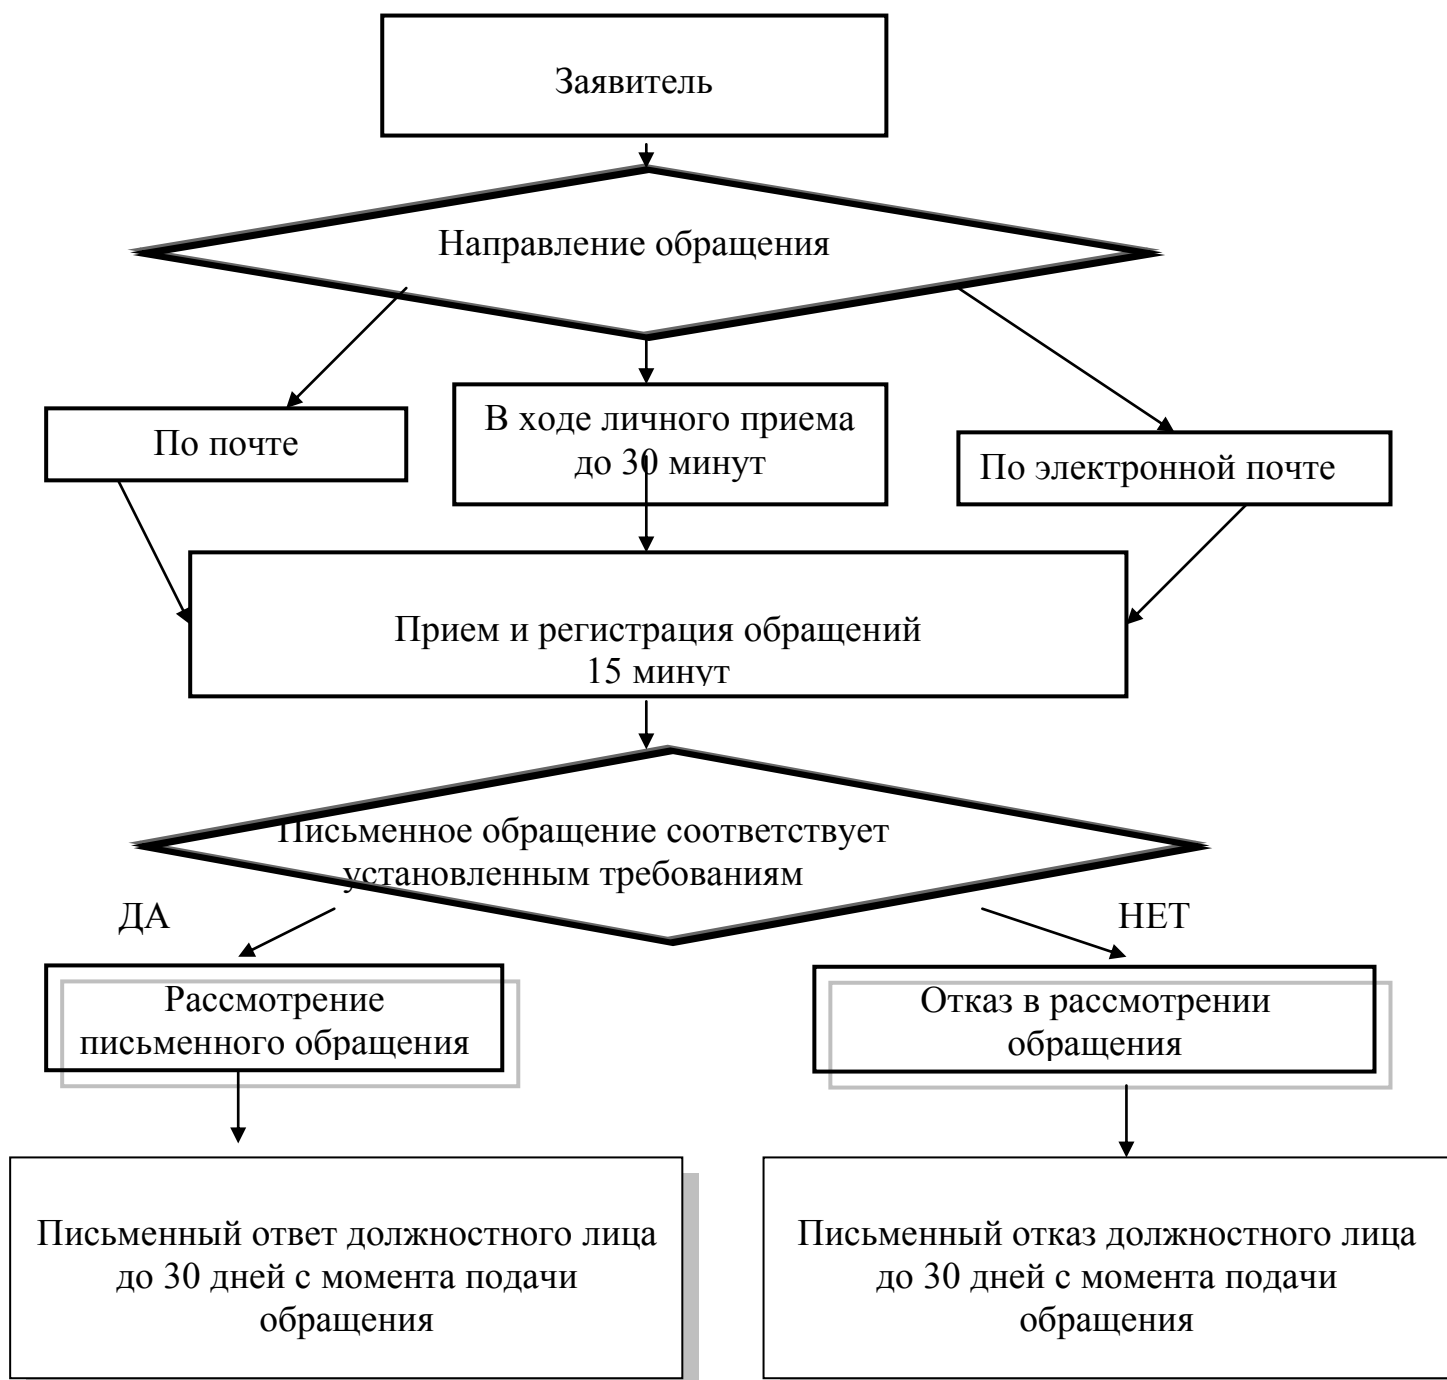 Заявитель
Направление обращения
По почте
В ходе личного приема
до 30 минут
По электронной почте
Прием и регистрация обращений
15 минут
Письменное обращение соответствует
установленным требованиям
ДА
НЕТ
Рассмотрение
письменного обращения
Отказ в рассмотрении
обращения
Письменный ответ должностного лица
до 30 дней с момента подачи
обращения
Письменный отказ должностного лица
до 30 дней с момента подачи
обращения